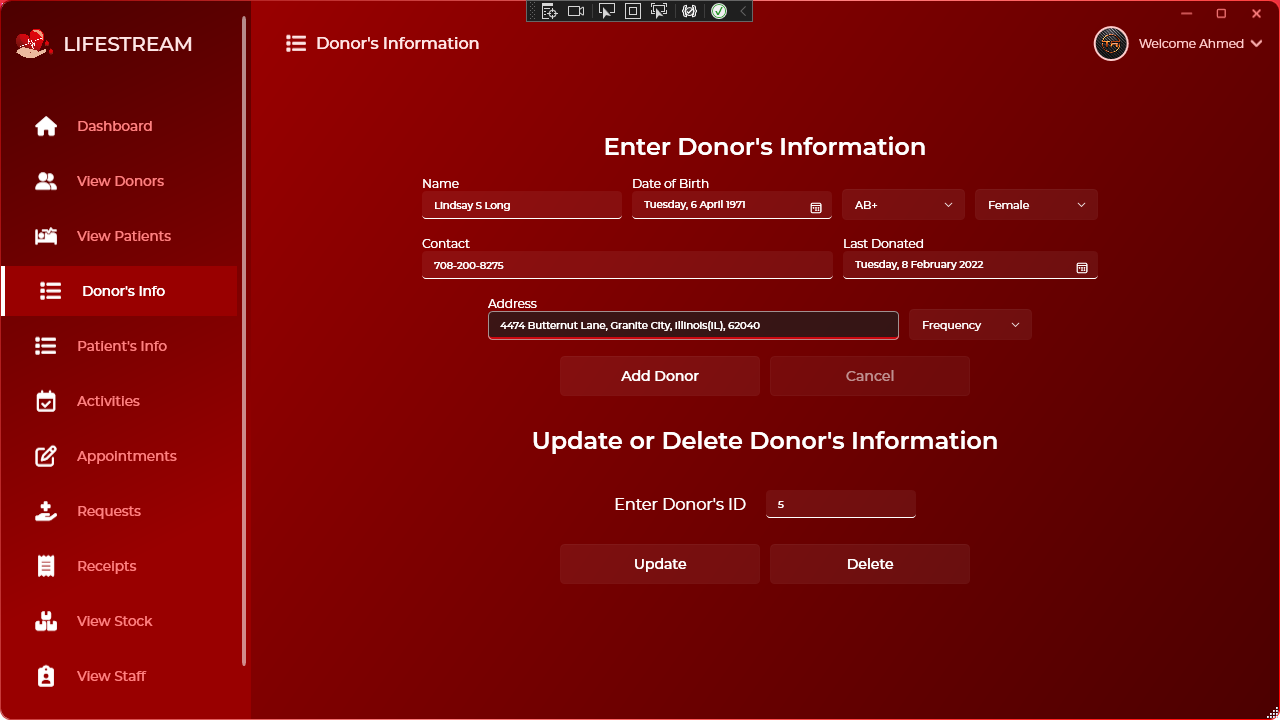 LIFESTREAM
Dashboard
View Donors
View Patients
Donor's Info
Patient's Info
Activities
Appointments
Requests
Receipts
View Stock
View Staff
Donor's Information
Welcome Ahmed
Enter Donor's Information
Name
Date of Birth
Lindsay S Long
Tuesday, 6 April 1971
AB+
Female
Contact
Last Donated
708-200-8275
Tuesday, 8 February 2022
Address
4474 Butternut Lane, Granite City, Illinois(IL), 62040
Frequency
Add Donor
Cancel
Update or Delete Donor's Information
Enter Donor's ID
5
Update
Delete